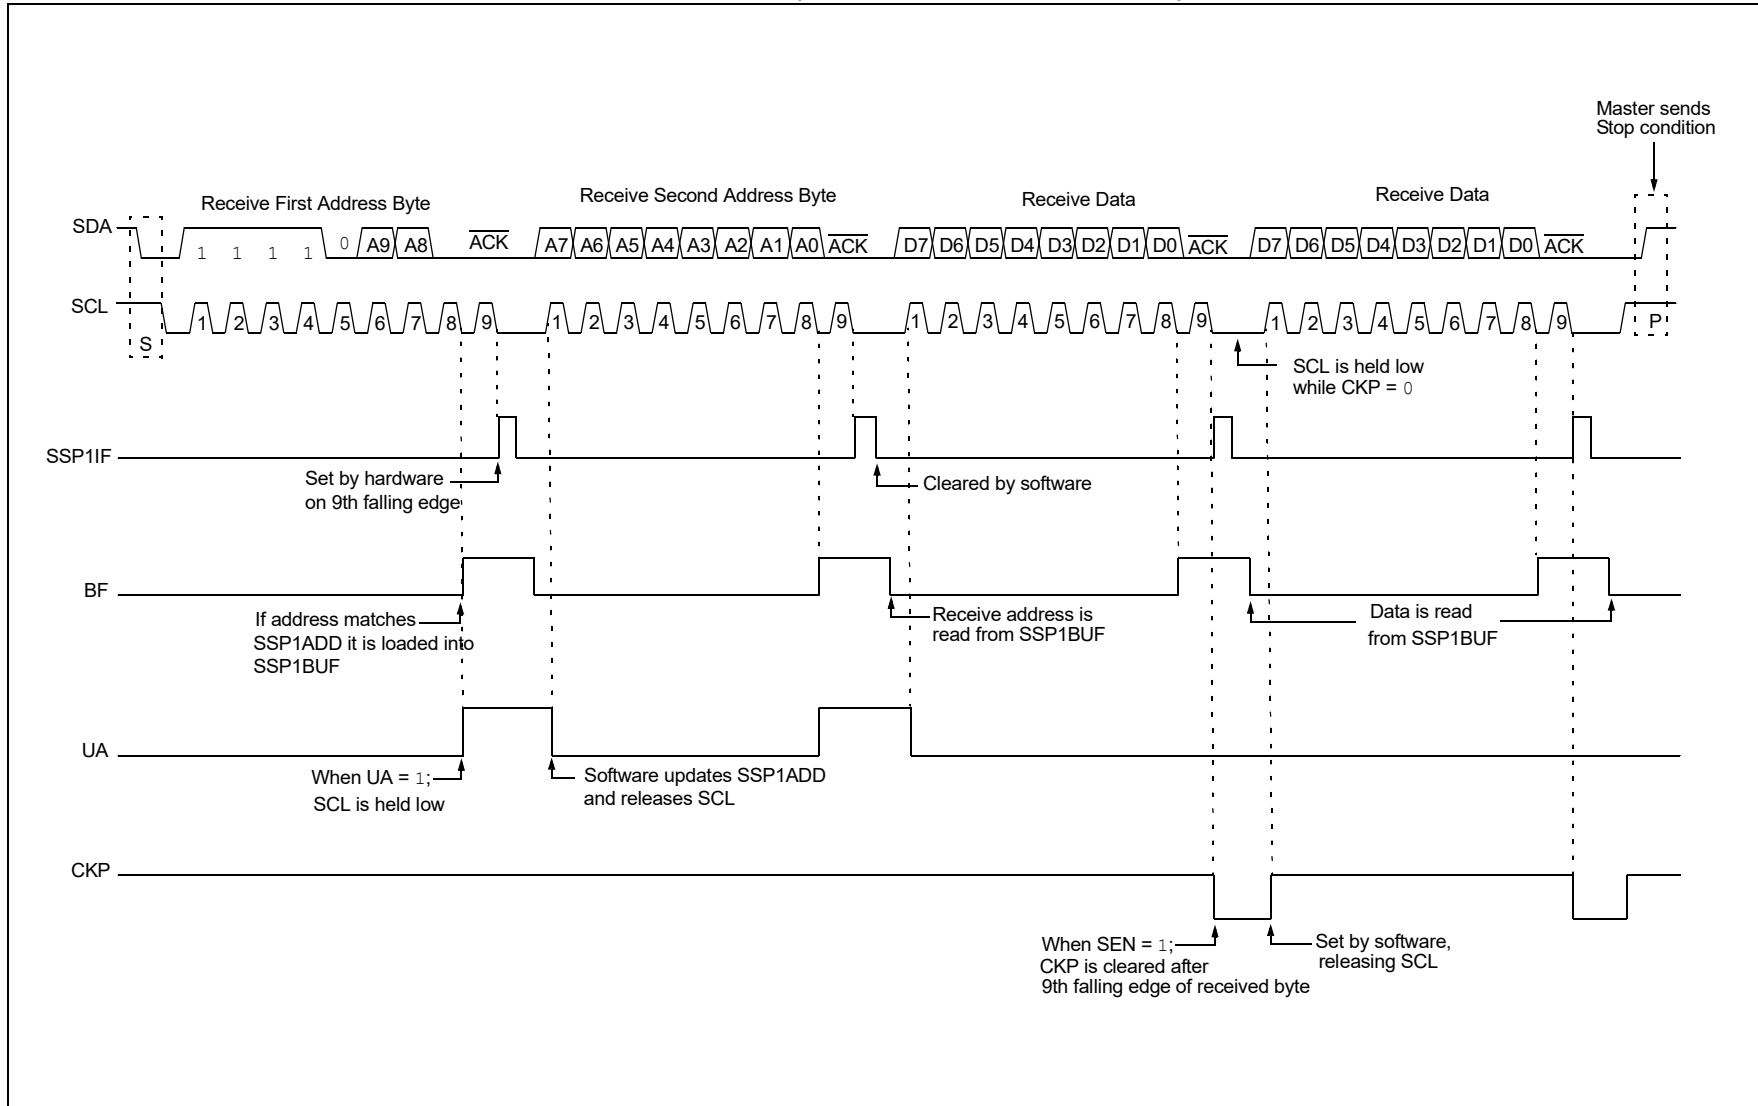 Master sends
Stop condition
Receive First Address Byte
Receive Second Address Byte
Receive Data
Receive Data
SDA
1 1 1 1 0 A9 A8 ACK A7 A6 A5 A4 A3 A2 A1 A0 ACK D7 D6 D5 D4 D3 D2 D1 D0 ACK D7 D6 D5 D4 D3 D2 D1 D0 ACK
SCL
S 1 2 3 4 5 6 7 8 9 1 2 3 4 5 6 7 8 9 1 2 3 4 5 6 7 8 9 1 2 3 4 5 6 7 8 9 P
SCL is held low
while CKP = 0
SSP1IF
Set by hardware
on 9th falling edge
Cleared by software
BF
If address matches
SSP1ADD it is loaded into
SSP1BUF
Receive address is
read from SSP1BUF
Data is read
from SSP1BUF
UA
When UA = 1;
SCL is held low
Software updates SSP1ADD
and releases SCL
CKP
When SEN = 1;
CKP is cleared after
9th falling edge of received byte
Set by software,
releasing SCL